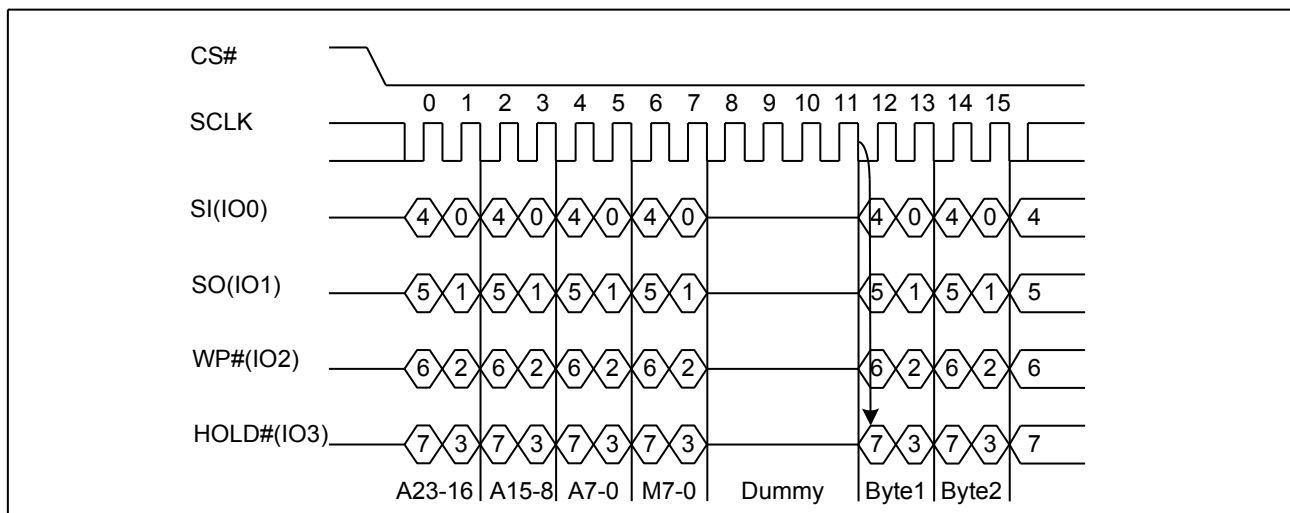 CS#
0 1 2 3 4 5 6 7 8 9 10 11 12 13 14 15
SCLK
SI(IO0) 4 0 4 0 4 0 4 0 4 0 4 0 4
SO(IO1) 5 1 5 1 5 1 5 1 5 1 5 1 5
WP#(IO2) 6 2 6 2 6 2 6 2 6 2 6 2 6
HOLD#(IO3) 7 3 7 3 7 3 7 3 7 3 7 3 7
A23-16 A15-8 A7-0 M7-0 Dummy Byte1 Byte2